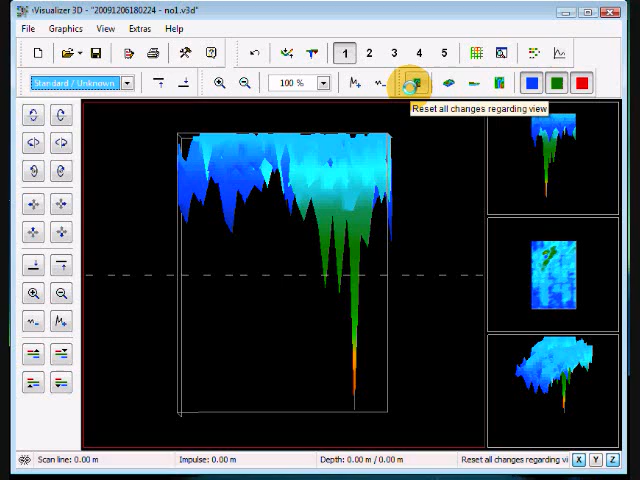 Visualizer 3D - "20091206180224 - no1.v3d"
File Graphics View Extras Help
1 2 3 4 5
Standard / Unknown 100 %
Reset all changes regarding view
Scan line: 0.00 m Impulse: 0.00 m Depth: 0.00 m / 0.00 m Reset all changes regarding vi X Y Z